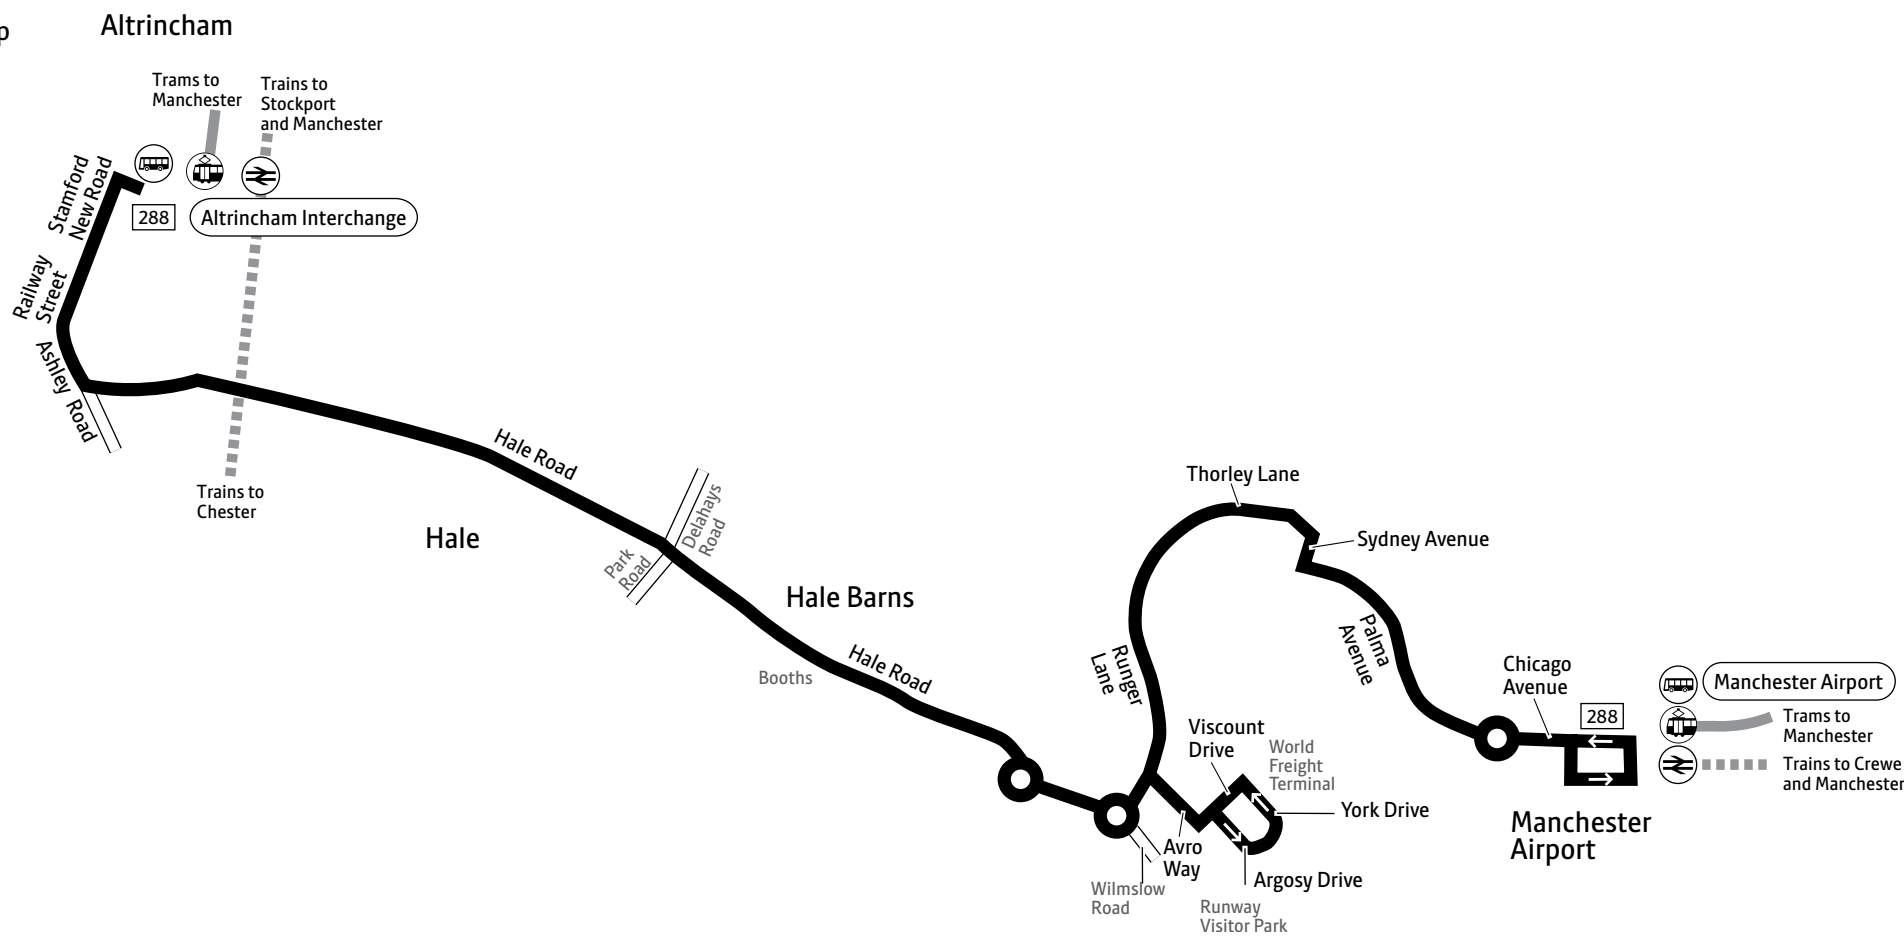 p
Altrincham
Trams to
Manchester
Trains to
Stockport
and Manchester
Stamford
New Road
288
Altrincham Interchange
Railway
Street
Ashley Road
Trains to
Chester
Hale Road
Hale
Park
Road
Delahays
Road
Hale Barns
Booths
Hale Road
Thorley Lane
Sydney Avenue
Runger
Lane
Palma
Avenue
Viscount
Drive
World
Freight
Terminal
York Drive
Avro
Way
Argosy Drive
Wilmslow
Road
Runway
Visitor Park
Chicago
Avenue
288
Manchester Airport
Trams to
Manchester
Trains to Crewe
and Manchester
Manchester
Airport